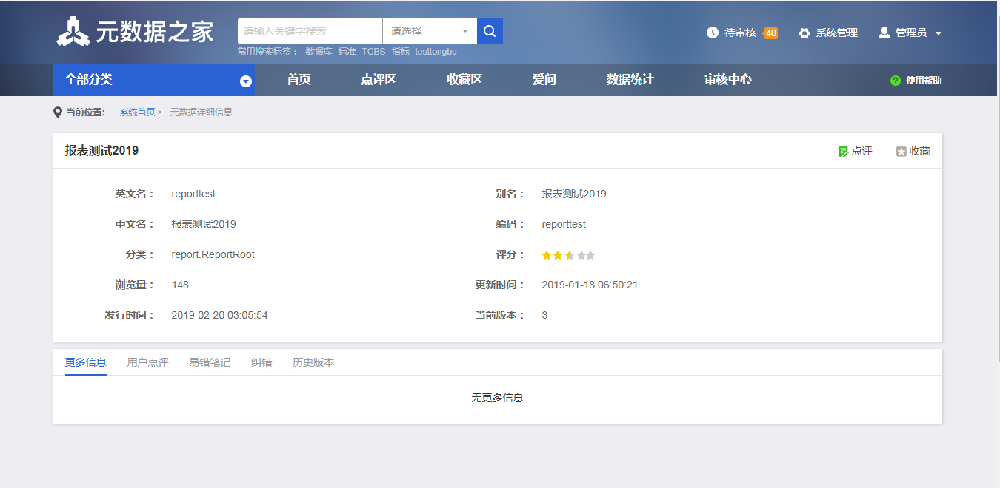 元数据之家
请输入关键字搜索 请选择
待审核 40 系统管理 管理员
常用搜索标签： 数据库 标准 TCBS 指标 testtongbu
全部分类 首页 点评区 收藏区 爱问 数据统计 审核中心 ? 使用帮助
当前位置: 系统首页 > 元数据详细信息
报表测试2019 点评 收藏
英文名： reporttest 别名： 报表测试2019
中文名： 报表测试2019 编码： reporttest
分类： report.ReportRoot 评分：
浏览量： 148 更新时间： 2019-01-18 06:50:21
发行时间： 2019-02-20 03:05:54 当前版本： 3
更多信息 用户点评 易错笔记 纠错 历史版本
无更多信息